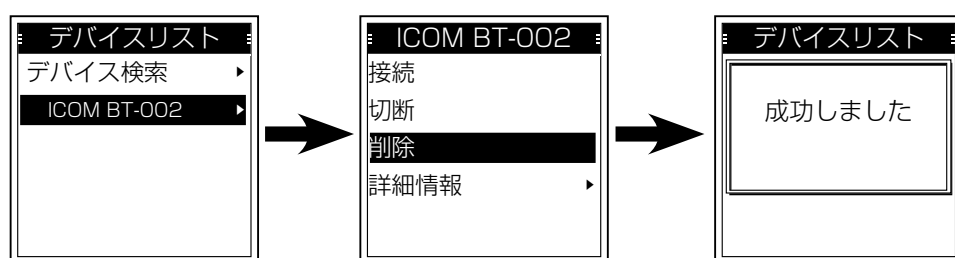 デバイスリスト
デバイス検索
ICOM BT-002
ICOM BT-002
接続
切断
削除
詳細情報
デバイスリスト
成功しました